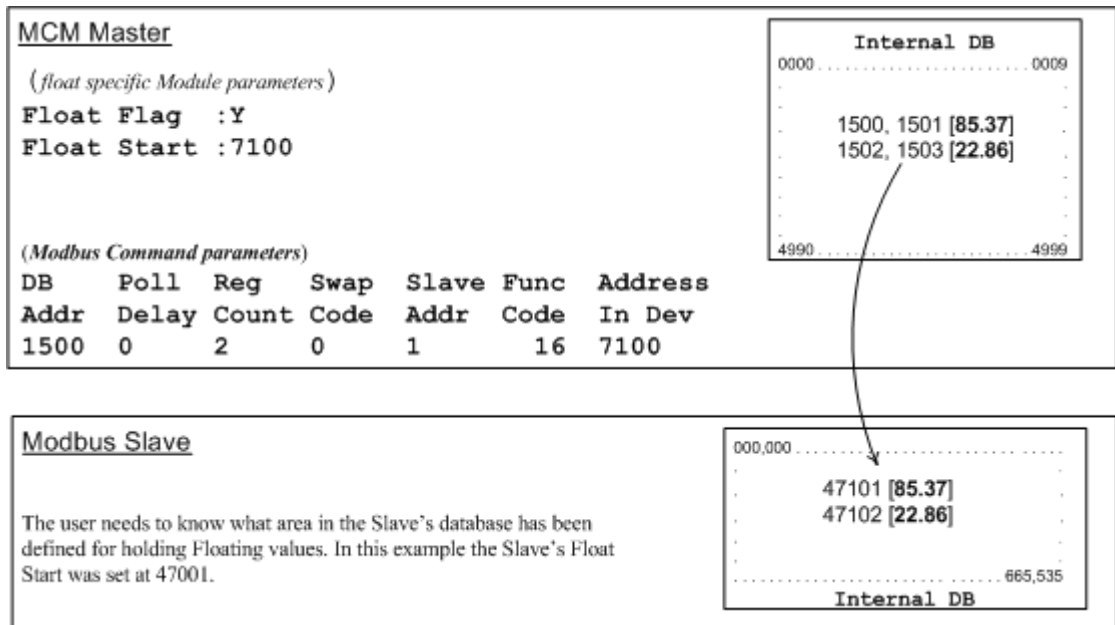 MCM Master
(float specific Module parameters)
Float Flag :Y
Float Start :7100
(Modbus Command parameters)
DB Poll Reg Swap Slave Func Address
Addr Delay Count Code Addr Code In Dev
1500 0 2 0 1 16 7100
Internal DB
0000 0009
1500, 1501 [85.37]
1502, 1503 [22.86]
4990 4999
Modbus Slave
The user needs to know what area in the Slave's database has been
defined for holding Floating values. In this example the Slave's Float
Start was set at 47001.
000,000
47101 [85.37]
47102 [22.86]
665,535
Internal DB